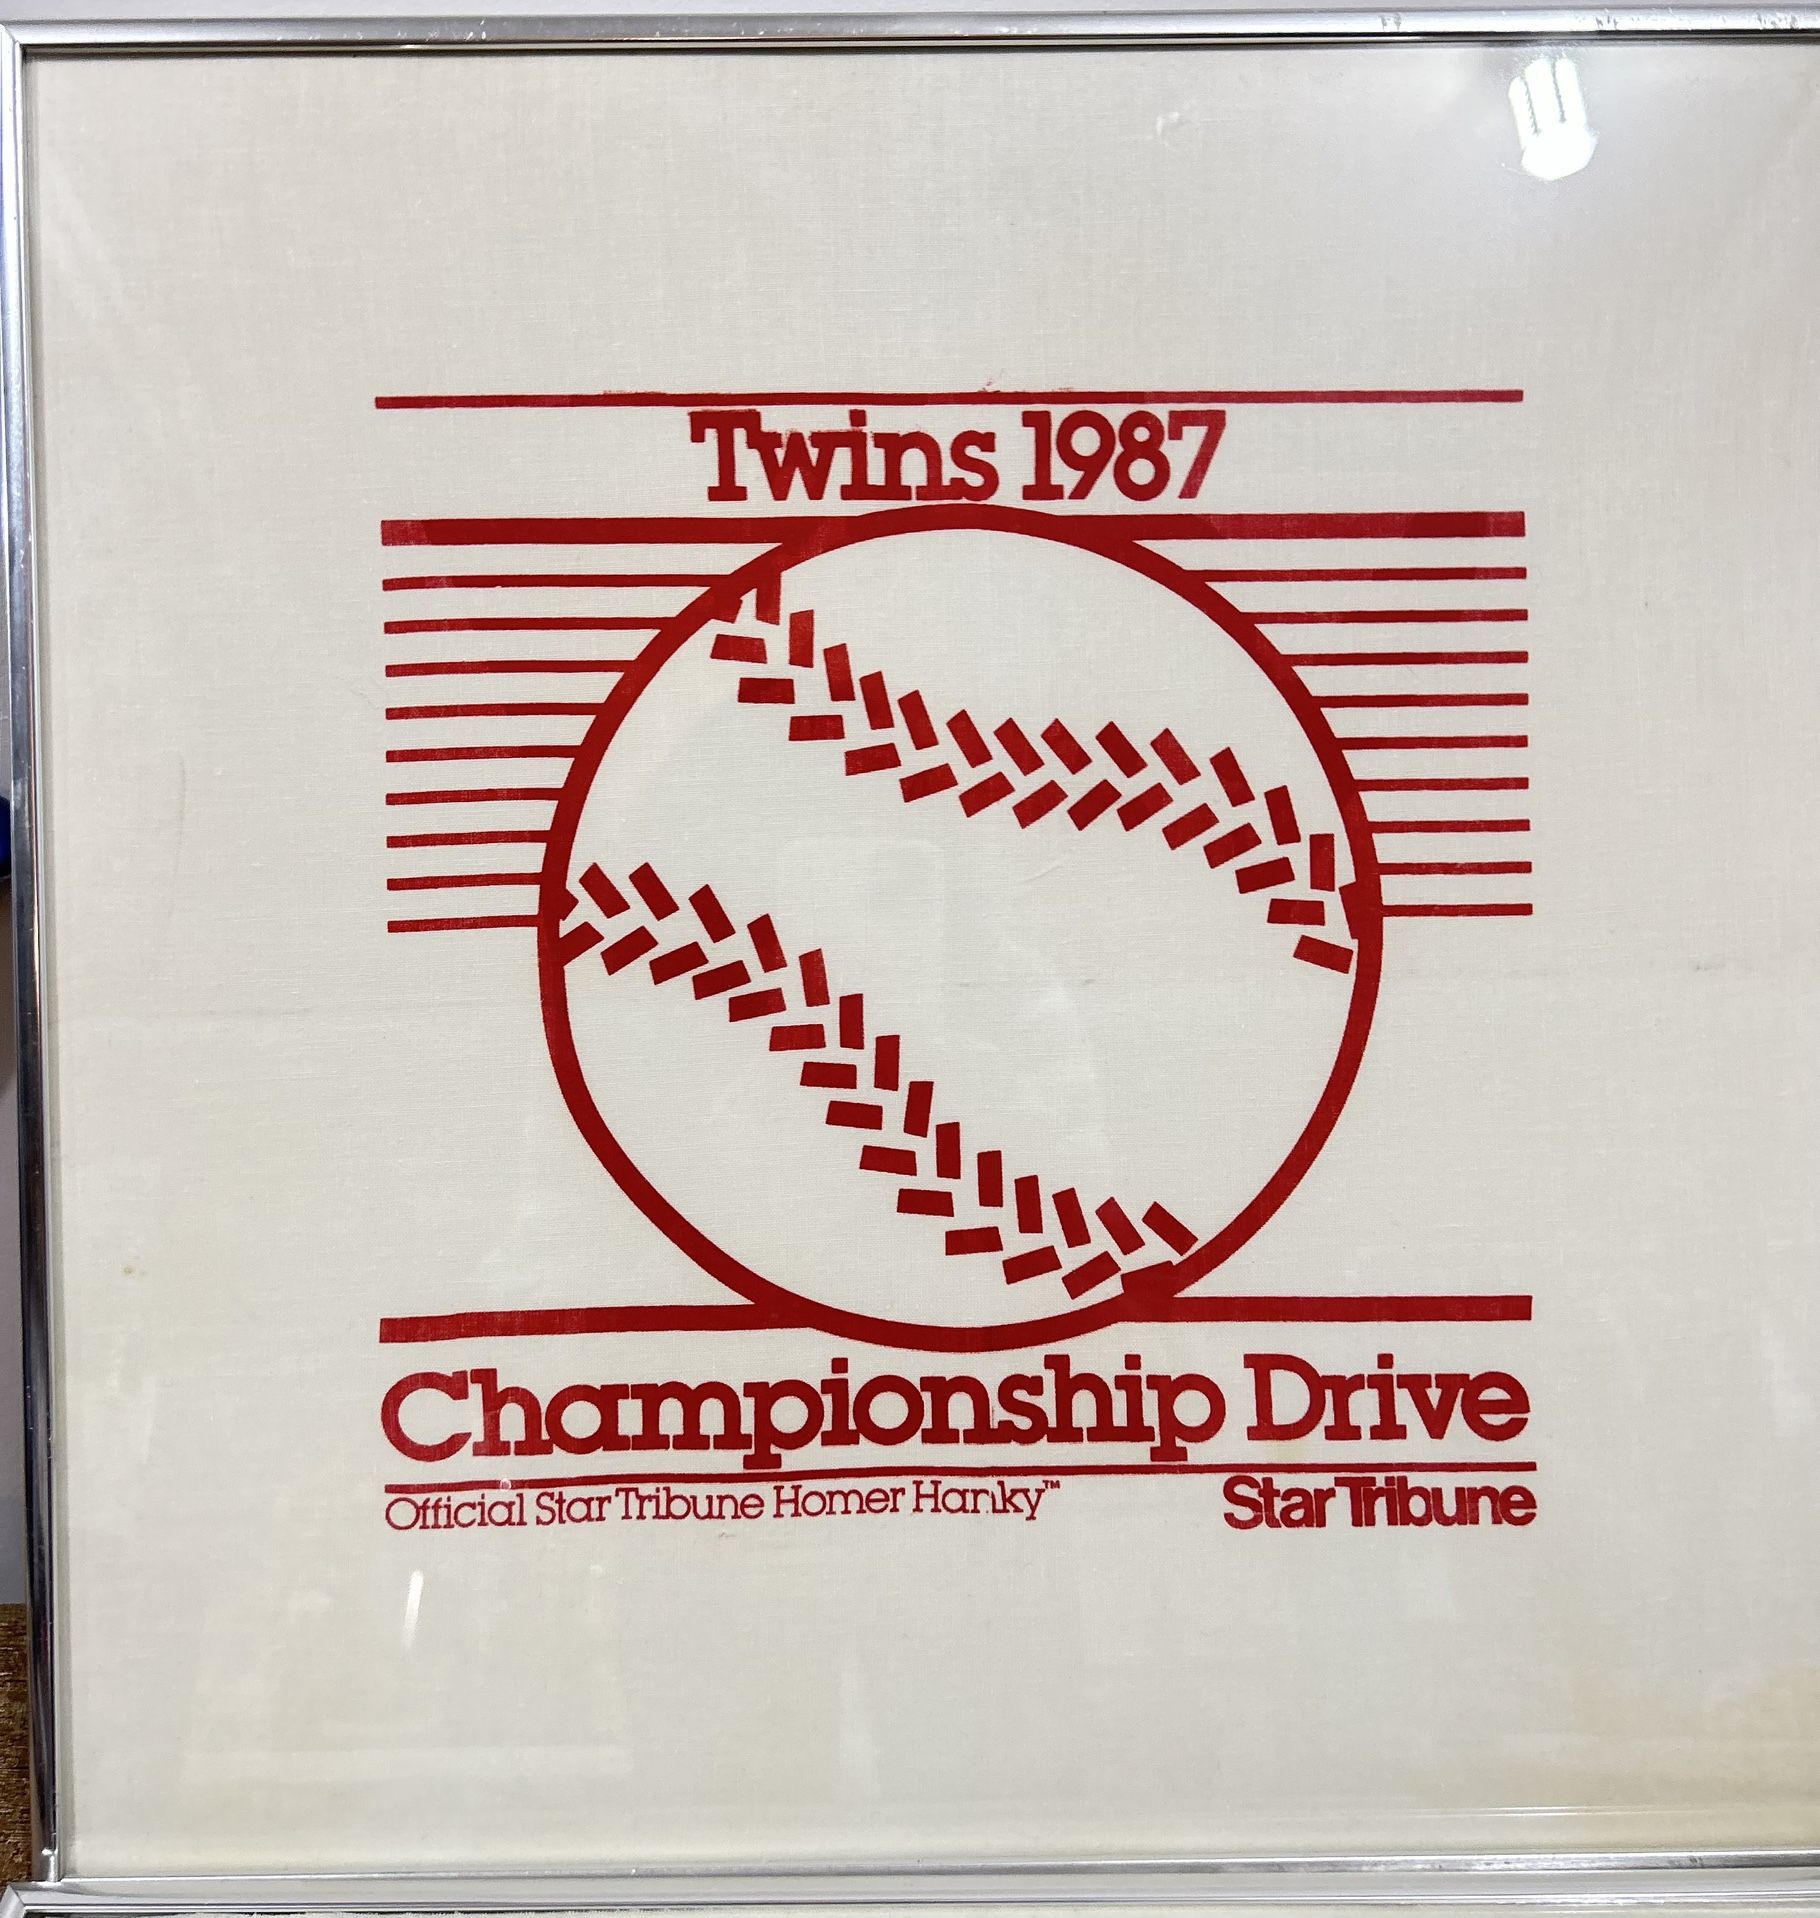 Twins 1987
Championship Drive
Official Star Tribune Homer Hanky™
Star Tribune